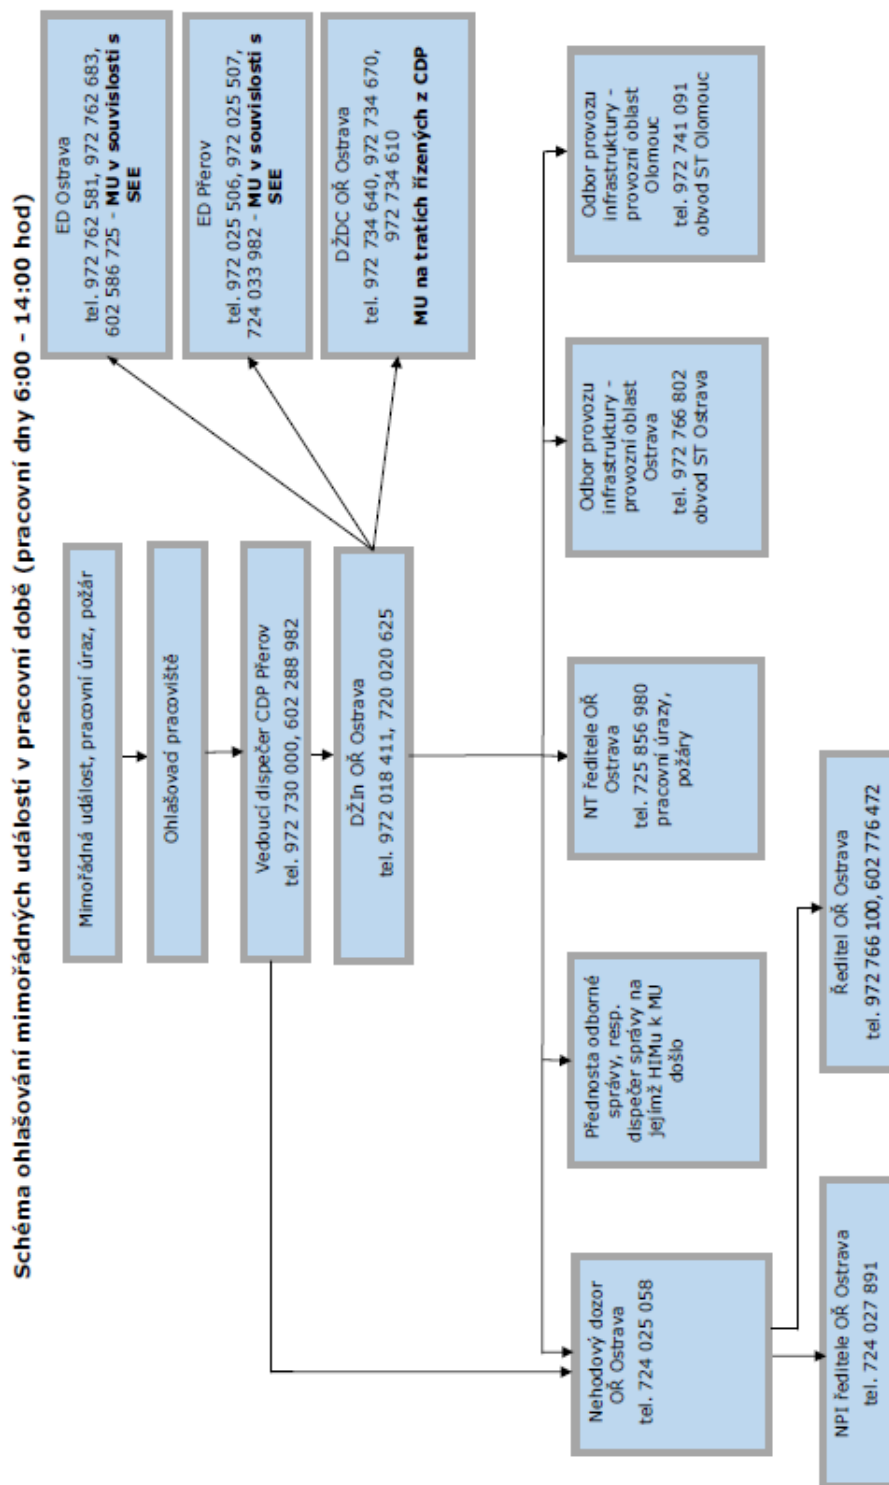 Schéma ohlašování mimořádných událostí v pracovní době (pracovní dny 6:00 - 14:00 hod)
Mimořádná událost, pracovní úraz, požár
Ohlašovací pracoviště
Vedoucí dispečer CDP Přerov
tel. 972 730 000, 602 288 982
DŽIn OŘ Ostrava
tel. 972 018 411, 720 020 625
ED Ostrava
tel. 972 762 581, 972 762 683,
602 586 725 - MU v souvislosti s
SEE
ED Přerov
tel. 972 025 506, 972 025 507,
724 033 982 - MU v souvislosti s
SEE
DŽDC OŘ Ostrava
tel. 972 734 640, 972 734 670,
972 734 610
MU na tratích řízených z CDP
Nehodový dozor
OŘ Ostrava
tel. 724 025 058
Přednosta odborné
správy, resp.
dispečer správy na
jejímž HIMu k MU
došlo
NT ředitele OŘ
Ostrava
tel. 725 856 980
pracovní úrazy,
požáry
Odbor provozu
infrastruktury -
provozní oblast
Ostrava
tel. 972 766 802
obvod ST Ostrava
Odbor provozu
infrastruktury -
provozní oblast
Olomouc
tel. 972 741 091
obvod ST Olomouc
NPI ředitele OŘ Ostrava
tel. 724 027 891
Ředitel OŘ Ostrava
tel. 972 766 100, 602 776 472